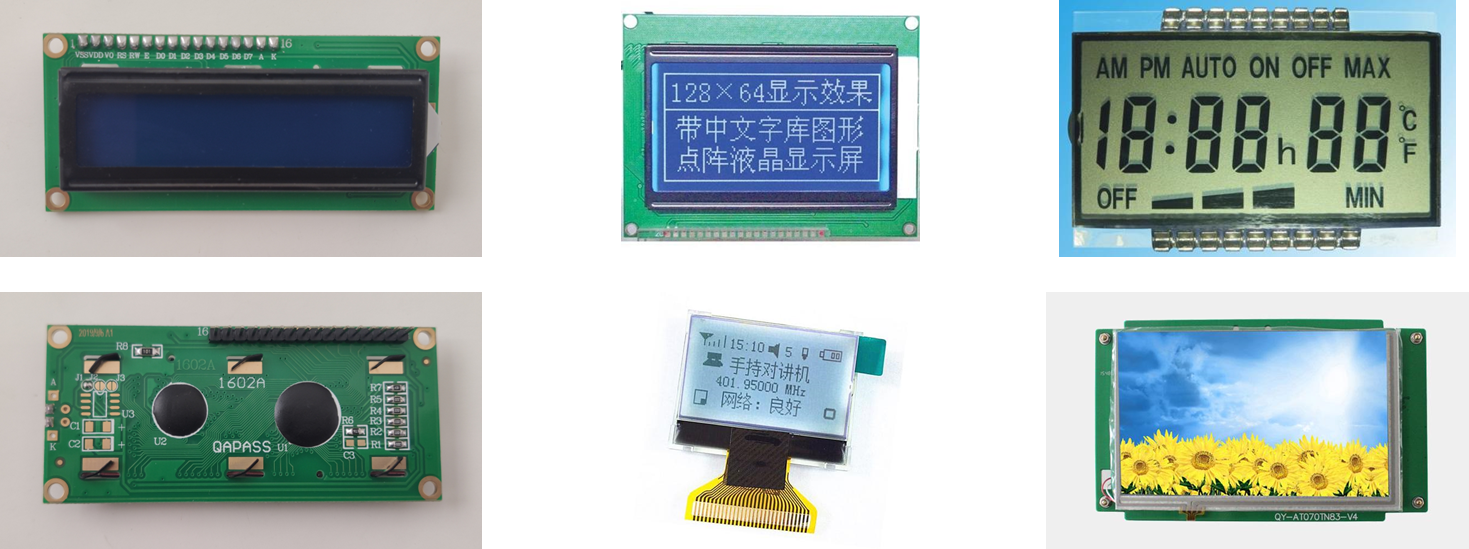 16
VSS VDD VO RS RW E D0 D1 D2 D3 D4 D5 D6 D7 A K
128×64显示效果
带中文字库图形
点阵液晶显示屏
AM PM AUTO ON OFF MAX
18:88h88°C
°F
OFF MIN
16
R8
1602A
1602A
J1 J2 J3
A
U3
C1
C2
K
U2
QAPASS U1
R7
R5
R4
R3
R2
R1
R6
C3
15:10 5
手持对讲机
401.95000 MHz
网络：良好
QY-AT070TN83-V4